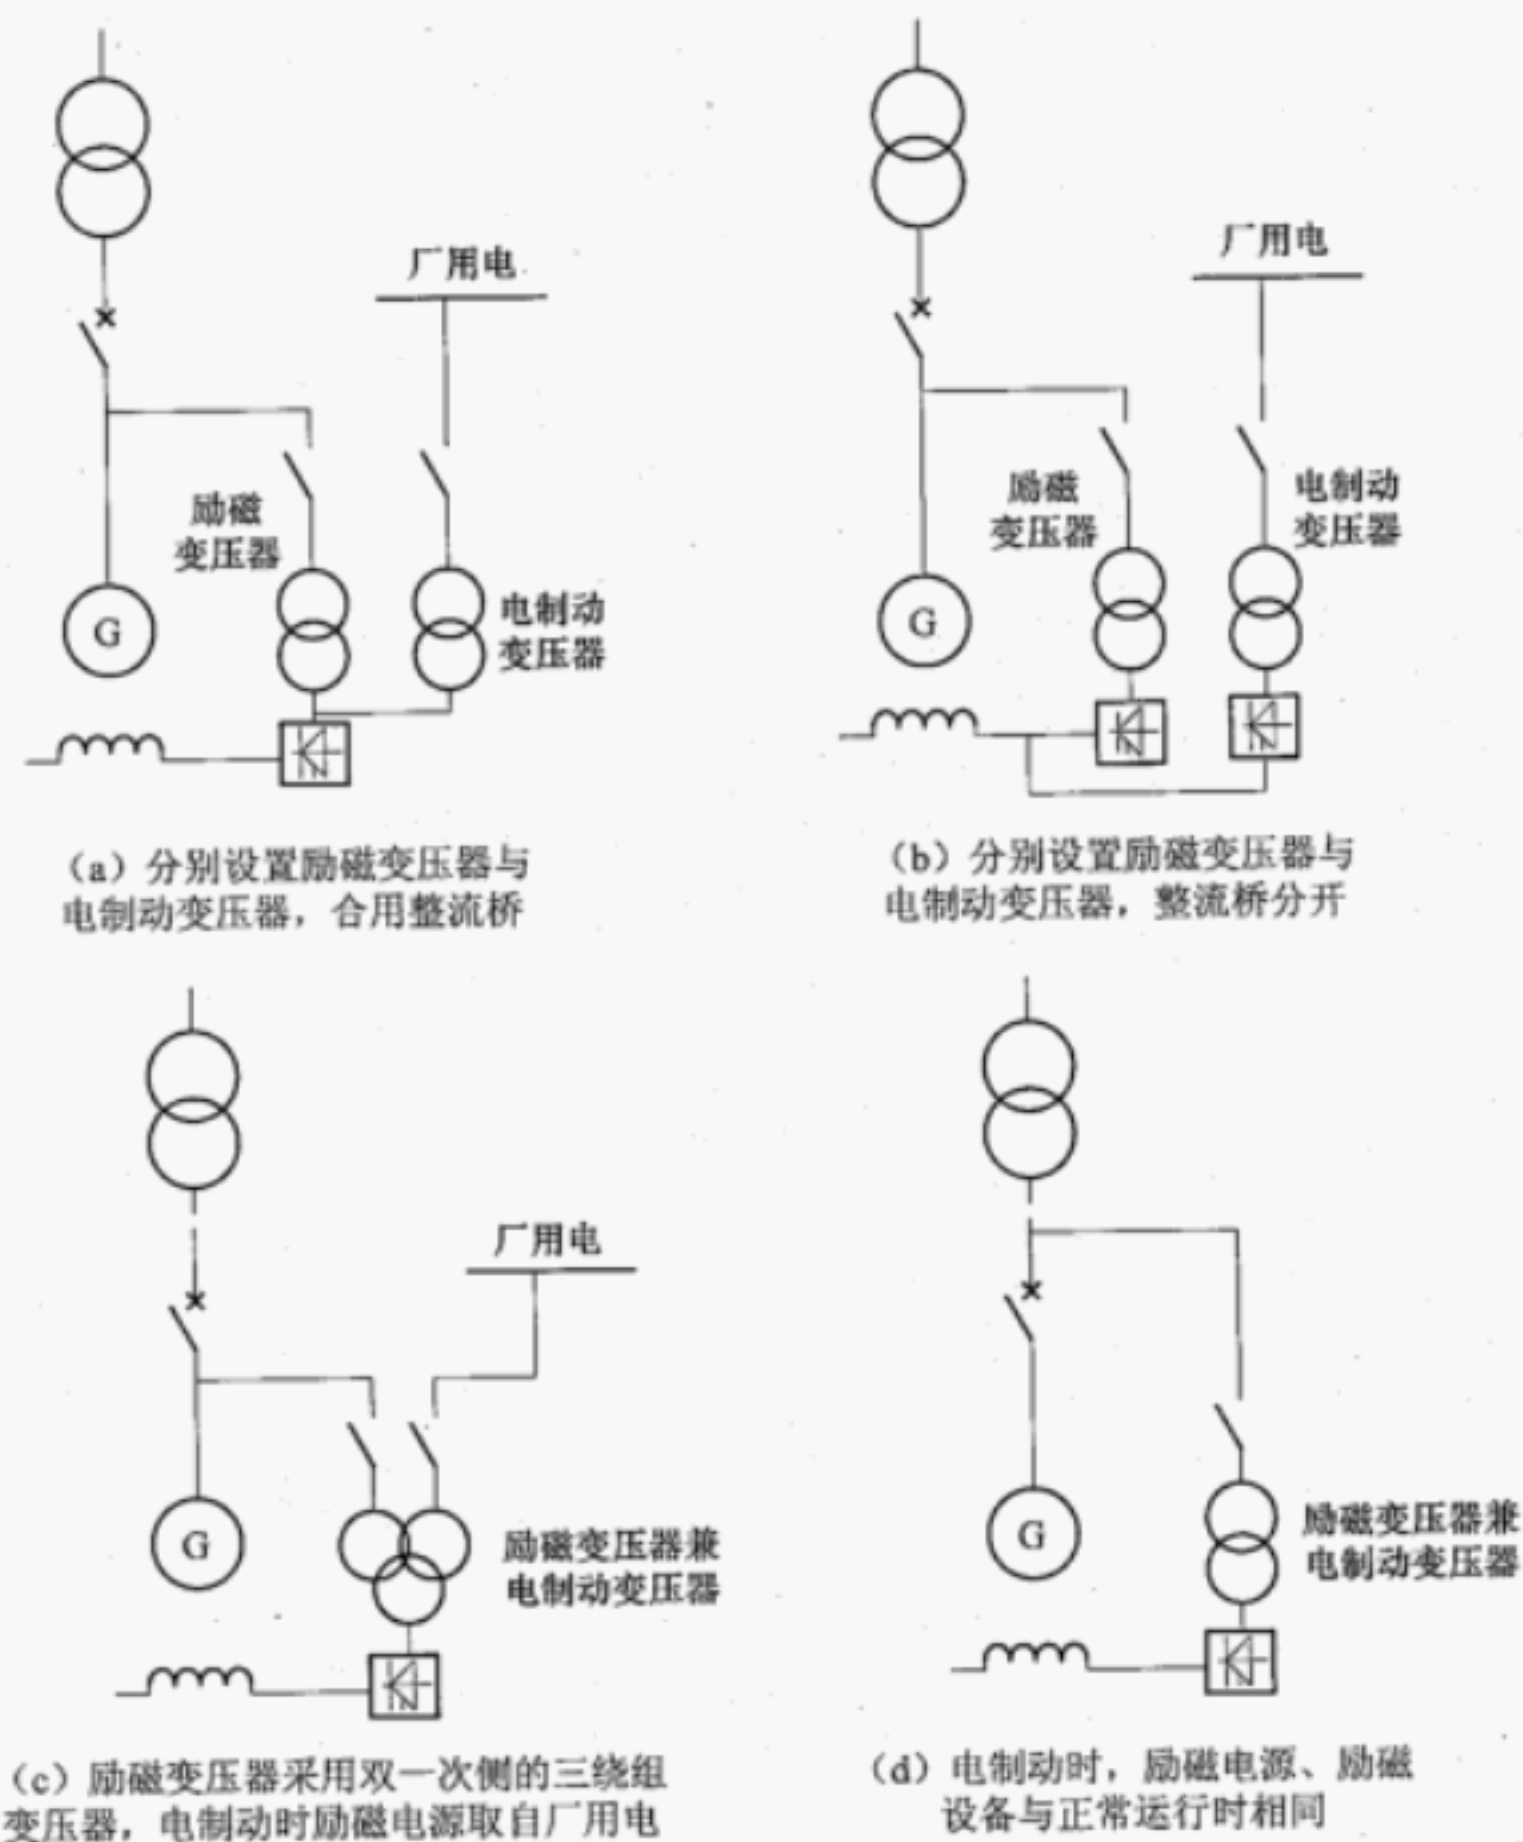 厂用电
励磁
变压器
电制动
变压器
G
(a) 分别设置励磁变压器与
电制动变压器，合用整流桥
厂用电
励磁
变压器
电制动
变压器
G
(b) 分别设置励磁变压器与
电制动变压器，整流桥分开
厂用电
G
励磁变压器兼
电制动变压器
(c) 励磁变压器采用双一次侧的三绕组
变压器，电制动时励磁电源取自厂用电
G
励磁变压器兼
电制动变压器
(d) 电制动时，励磁电源、励磁
设备与正常运行时相同